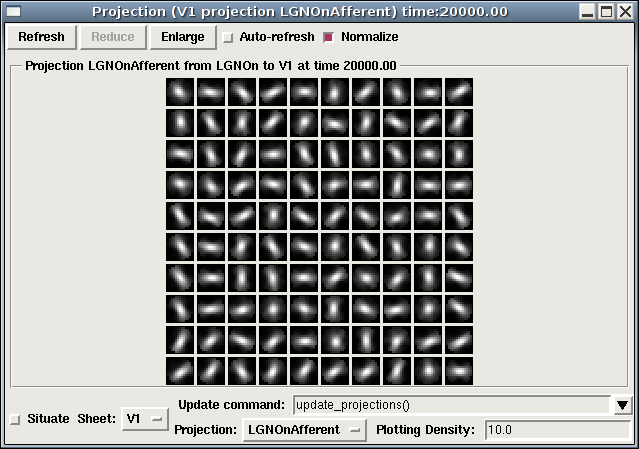 Projection (V1 projection LGNOnAfferent) time:20000.00
Refresh Reduce Enlarge Auto-refresh Normalize
Projection LGNOnAfferent from LGNOn to V1 at time 20000.00
Update command: update_projections()
Situate Sheet: V1
Projection: LGNOnAfferent Plotting Density: 10.0